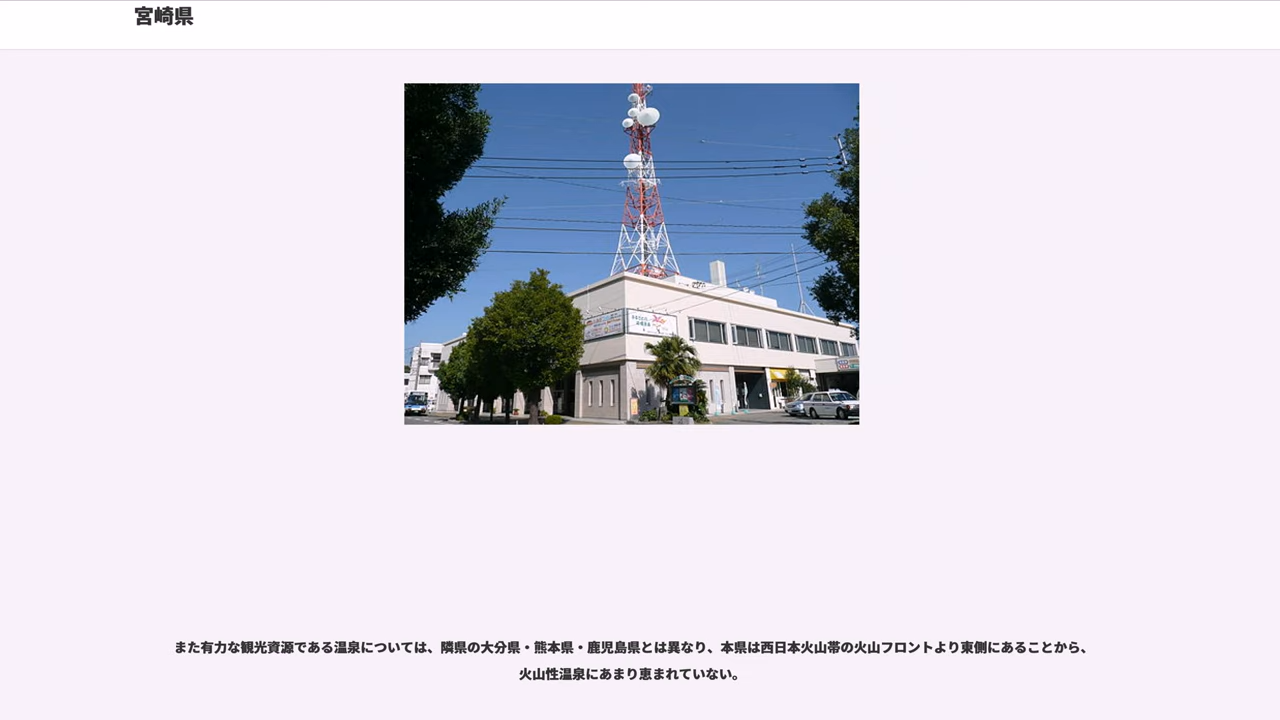 宮崎県
また有力な観光資源である温泉については、隣県の大分県・熊本県・鹿児島県とは異なり、本県は西日本火山帯の火山フロントより東側にあることから、
火山性温泉にあまり恵まれていない。